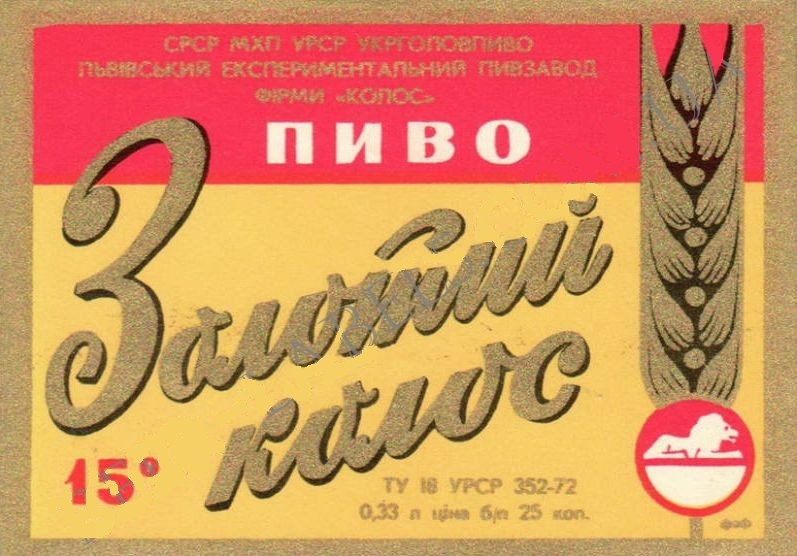 СРСР МХП УРСР УКРГОЛОВПИВО
ЛЬВІВСЬКИЙ ЕКСПЕРИМЕНТАЛЬНИЙ ПИВЗАВОД
ФІРМИ «КОЛОС»
ПИВО
Золотий
колос
15°
ТУ 18 УРСР 352-72
0,33 л ціна б/п 25 коп.